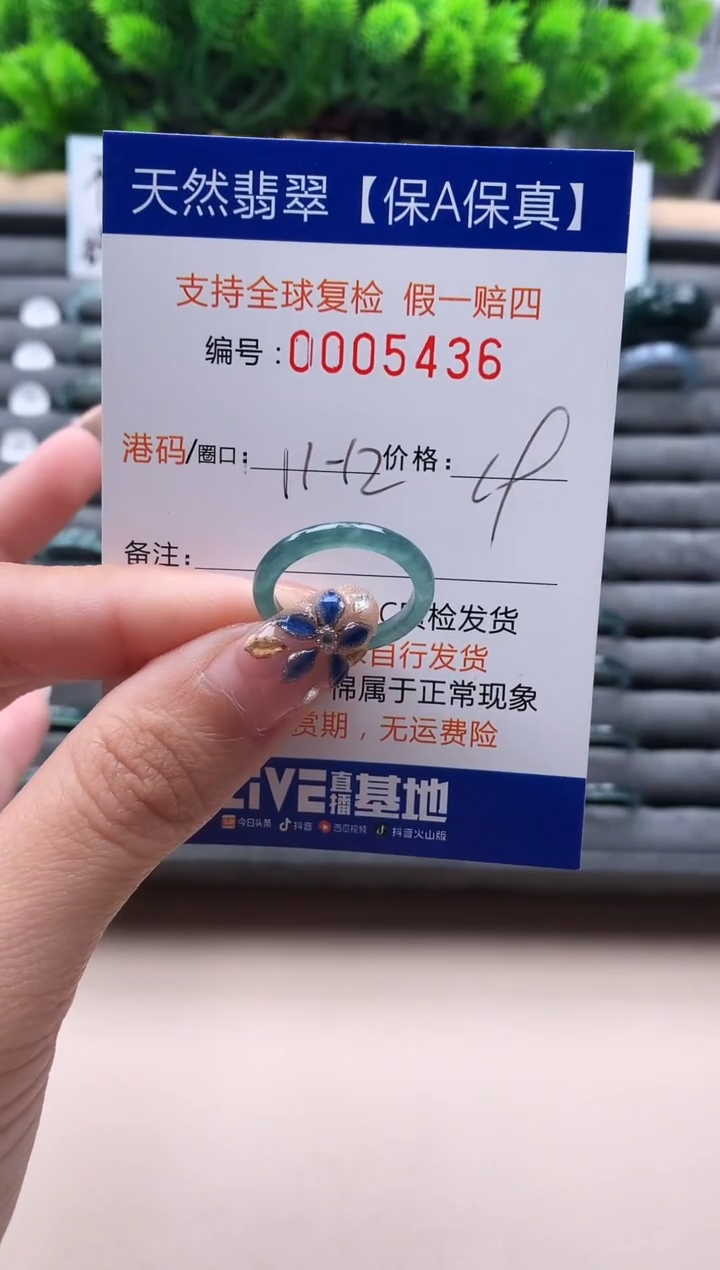 天然翡翠【保A保真】
支持全球复检 假一赔四
编号:0005436
港码/圈口: 11-12 价格:
备注:
质检发货
自行发货
棉属于正常现象
赏期，无运费险
LIVE直播基地
今日头条 抖音 西瓜视频 抖音火山版